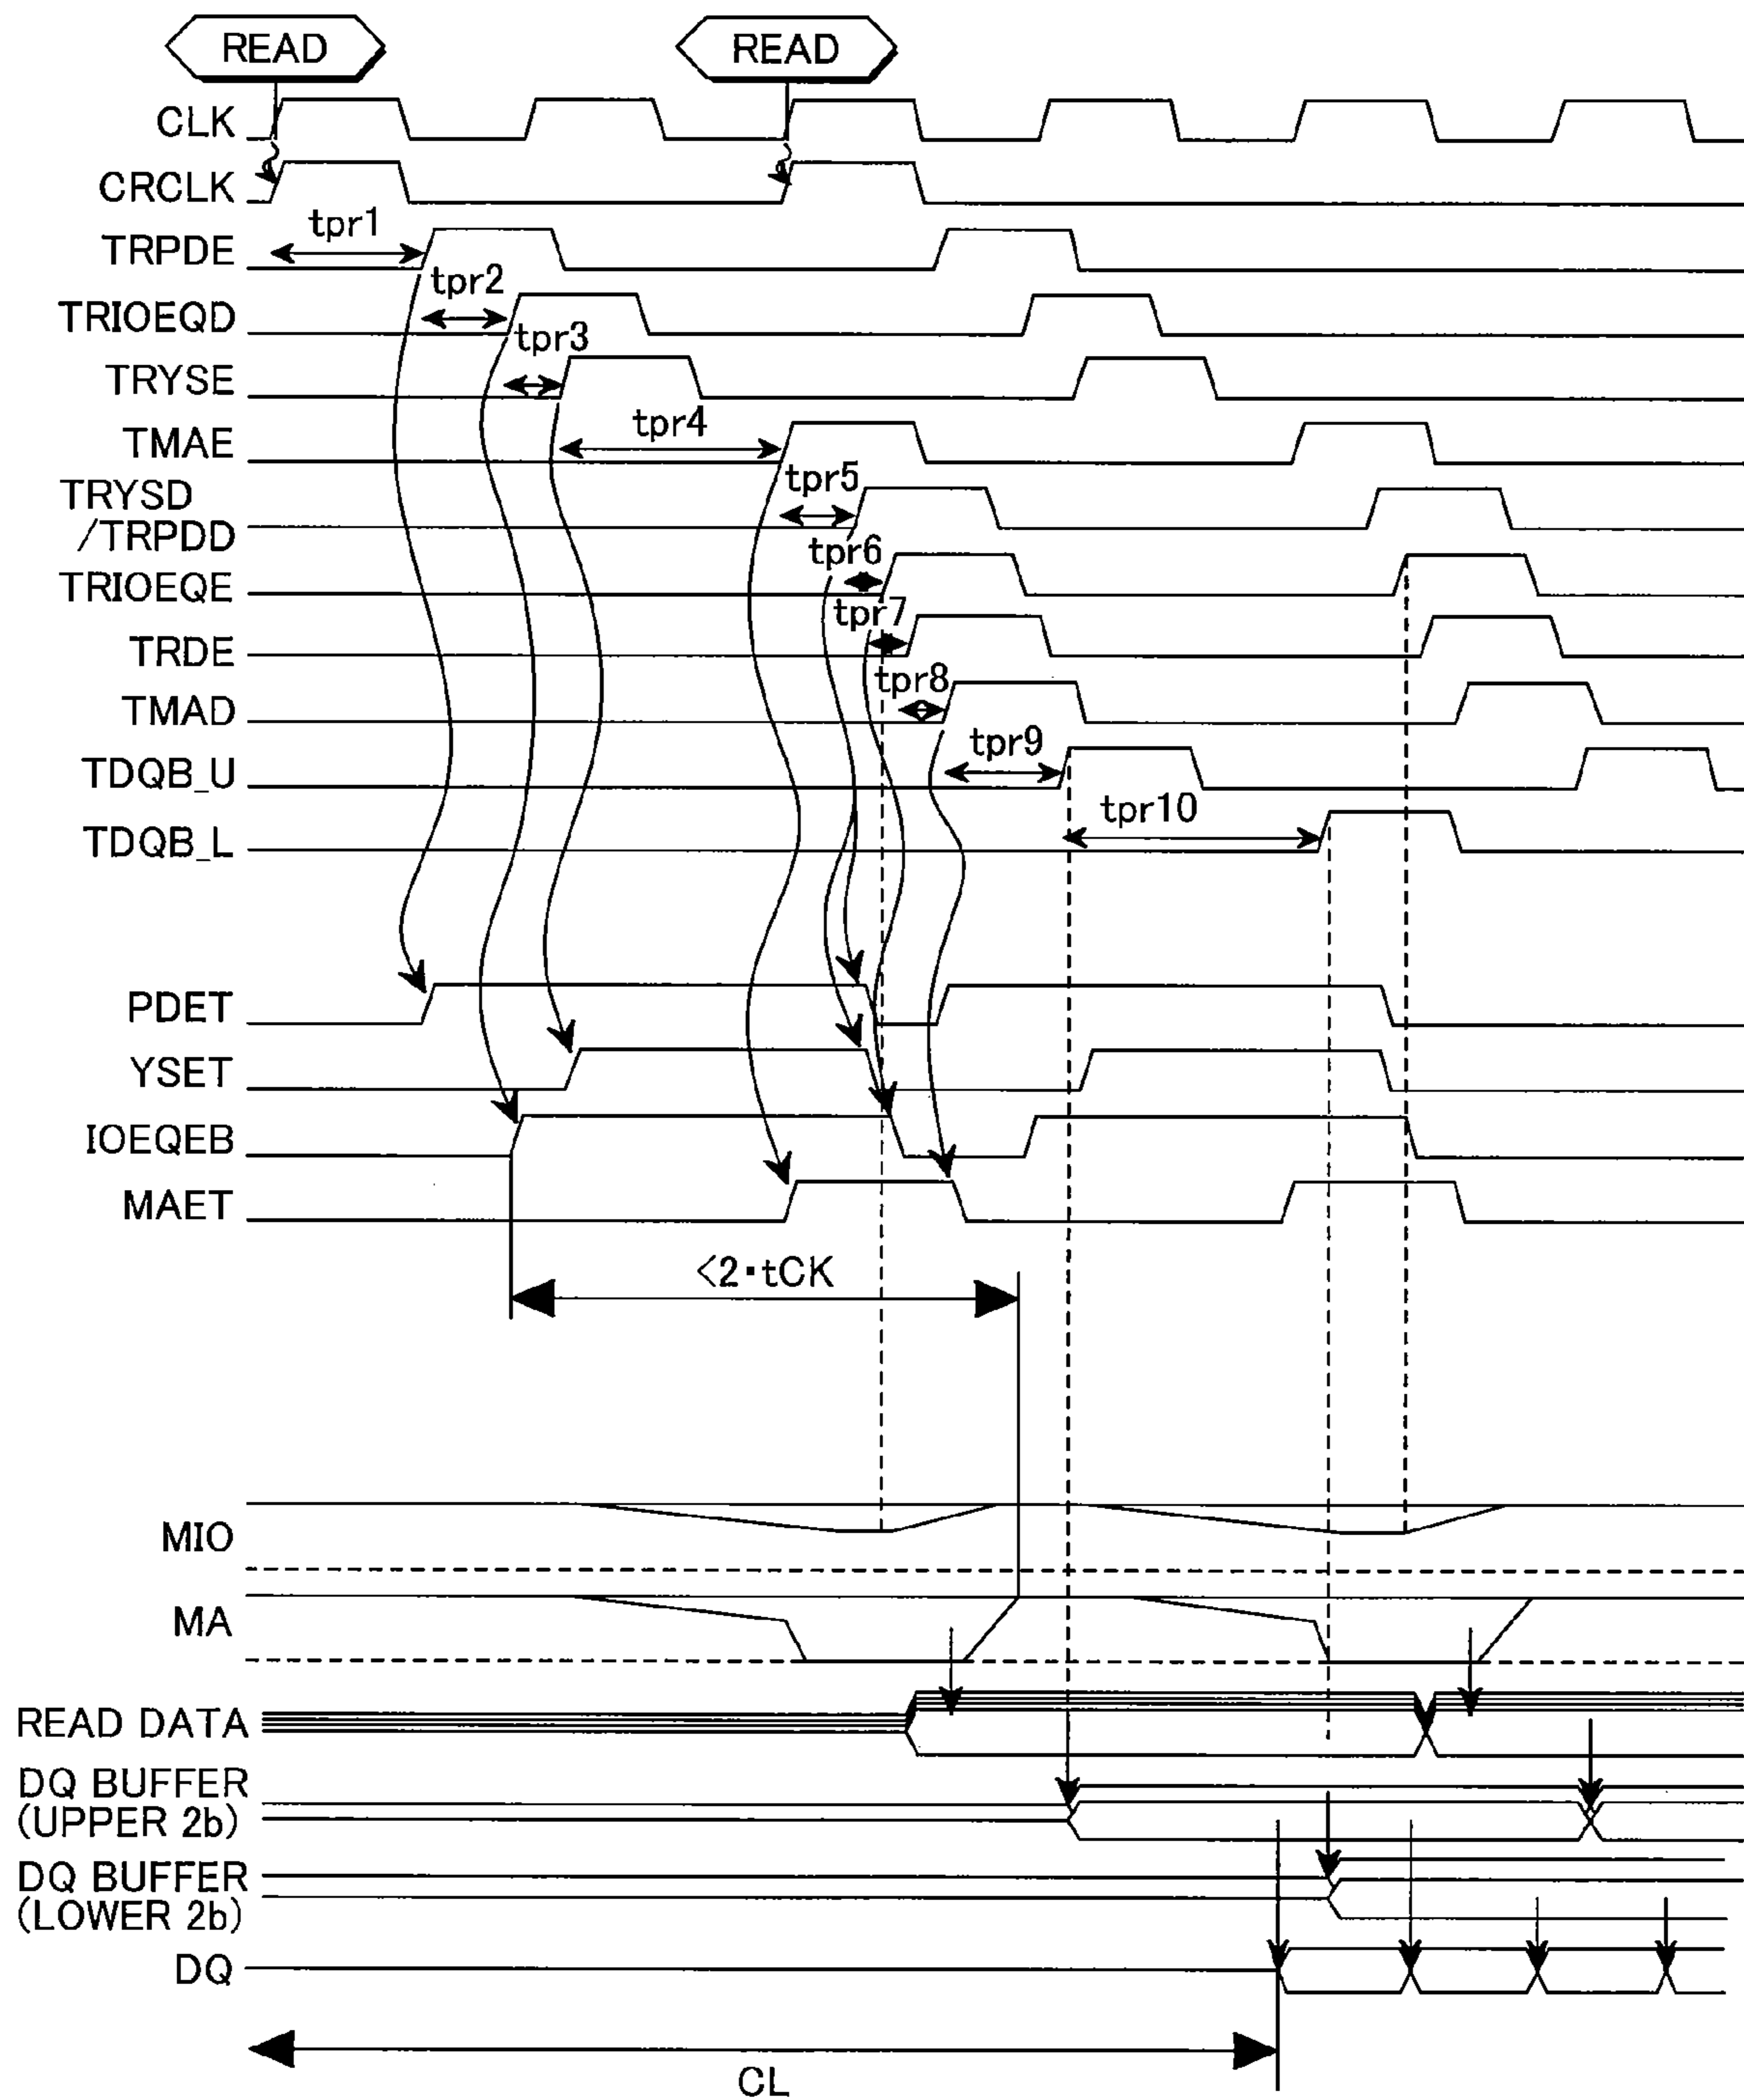 READ READ
CLK
CRCLK
tpr1
TRPDE
tpr2
TRIOEQD
tpr3
TRYSE
tpr4
TMAE
tpr5
TRYSD
/TRPDD
tpr6
TRIOEQE
tpr7
TRDE
tpr8
TMAD
tpr9
TDQB_U
tpr10
TDQB_L
PDET
YSET
IOEQEB
MAET
<2·tCK
MIO
MA
READ DATA
DQ BUFFER
(UPPER 2b)
DQ BUFFER
(LOWER 2b)
DQ
CL